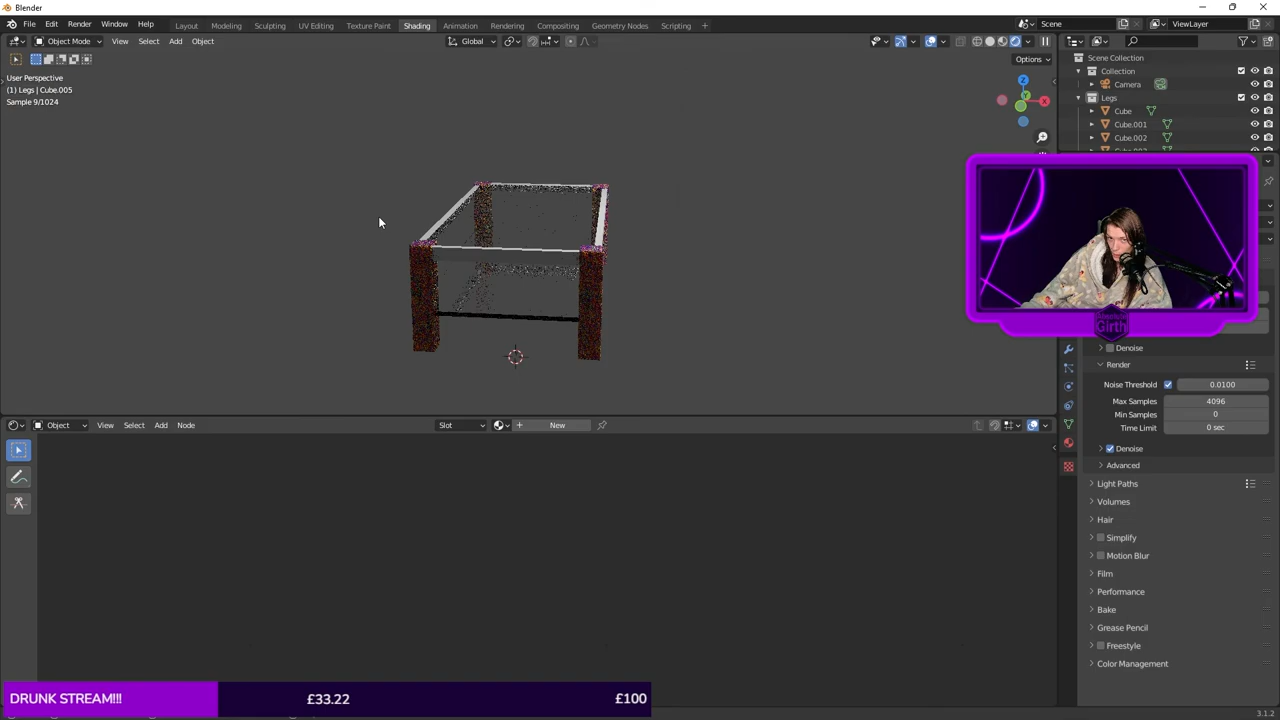 Blender
File Edit Render Window Help
Layout Modeling Sculpting UV Editing Texture Paint Shading Animation Rendering Compositing Geometry Nodes Scripting +
Scene
ViewLayer
Object Mode View Select Add Object
Global
Options
User Perspective
(1) Legs | Cube.005
Sample 9/1024
X
Y
Z
Scene Collection
Collection
Camera
Legs
Cube
Cube.001
Cube.002
Girth
Denoise
Render
Noise Threshold 0.0100
Max Samples 4096
Min Samples 0
Time Limit 0 sec
Denoise
Advanced
Light Paths
Volumes
Hair
Simplify
Motion Blur
Film
Performance
Bake
Grease Pencil
Freestyle
Color Management
Object View Select Add Node
Slot
New
DRUNK STREAM!!! £33.22 £100
3.1.2